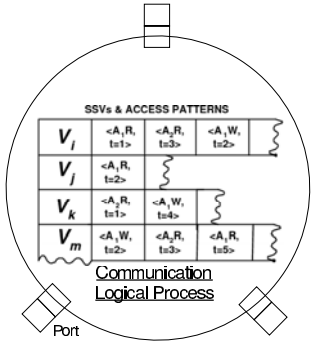 SSVs & ACCESS PATTERNS
Vi <A1R, t=1> <A2R, t=3> <A1W, t=2>
Vj <A1R, t=2>
Vk <A2R, t=1> <A1W, t=4>
Vm <A1W, t=2> <A2R, t=3> <A1R, t=5>
Communication
Logical Process
Port